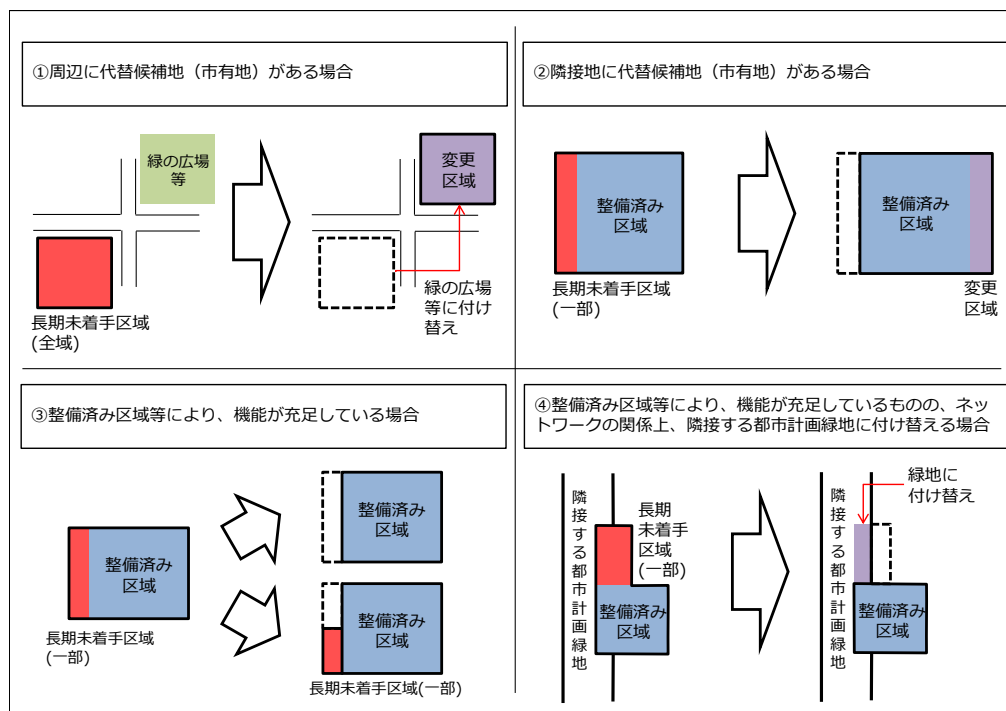 ①周辺に代替候補地（市有地）がある場合
緑の広場
等
長期未着手区域
(全域)
変更
区域
緑の広場
等に付け
替え
②隣接地に代替候補地（市有地）がある場合
整備済み
区域
長期未着手区域
(一部)
整備済み
区域
変更
区域
③整備済み区域等により、機能が充足している場合
整備済み
区域
長期未着手区域
(一部)
整備済み
区域
整備済み
区域
長期未着手区域(一部)
④整備済み区域等により、機能が充足しているものの、ネッ
トワークの関係上、隣接する都市計画緑地に付け替える場合
隣接する都市計画緑地
長期
未着手
区域
(一部)
整備済み
区域
隣接する都市計画緑地
緑地に
付け替え
整備済み
区域